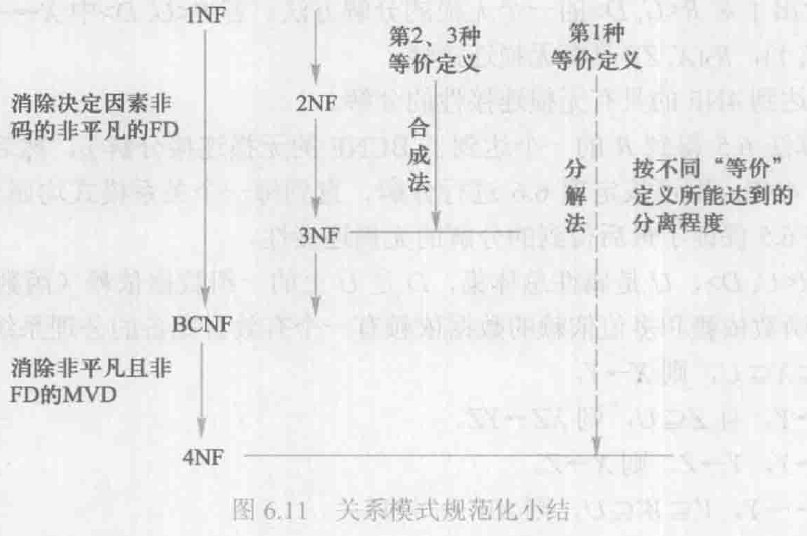 1NF
第2、3种
等价定义
第1种
等价定义
消除决定因素非
码的非平凡的FD
2NF
合
成
法
分
解
法
按不同“等价”
定义所能达到的
分离程度
3NF
BCNF
消除非平凡且非
FD的MVD
4NF
图 6.11 关系模式规范化小结